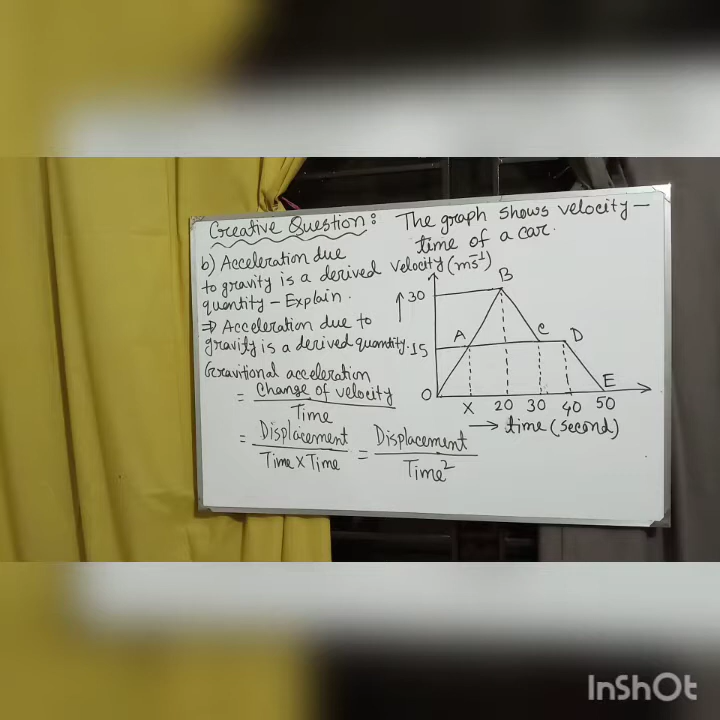 Creative Question:
The graph shows velocity-
time of a car.
b) Acceleration due
to gravity is a derived
quantity - Explain.
⇒ Acceleration due to
gravity is a derived quantity.
Gravitional acceleration
= Change of velocity
Time
= Displacement
Time X Time
= Displacement
Time²
velocity (ms⁻¹)
B
↑ 30
A C D
15
E
O
X 20 30 40 50
→ time (second)
InShOt